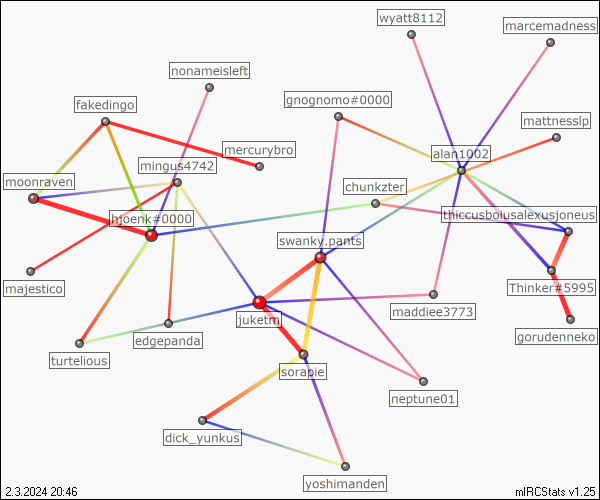 wyatt8112
marcemadness
nonameisleft
fakedingo
gnognomo#0000
mattnesslp
mercurybro
alan1002
mingus4742
moonraven
chunkzter
hjoenk#0000
thiccusbousalexusjoneus
swanky.pants
majestico
Thinker#5995
maddiee3773
juketm
edgepanda
gorudenneko
turtelious
sorapie
neptune01
dick_yunkus
yoshimanden
2.3.2024 20:46
mIRCStats v1.25